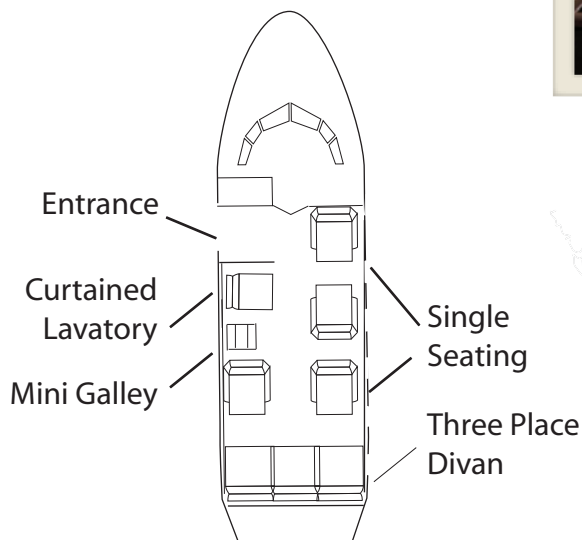 Entrance
Curtained
Lavatory
Mini Galley
Single
Seating
Three Place
Divan